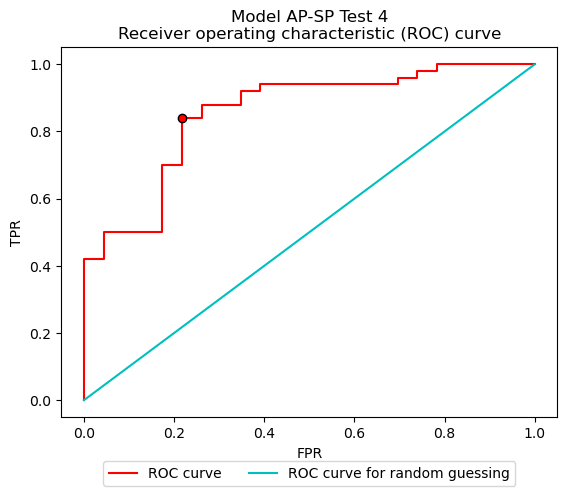 Model AP-SP Test 4
Receiver operating characteristic (ROC) curve
1.0
0.8
0.6
0.4
0.2
0.0
TPR
0.0 0.2 0.4 0.6 0.8 1.0
FPR
ROC curve ROC curve for random guessing